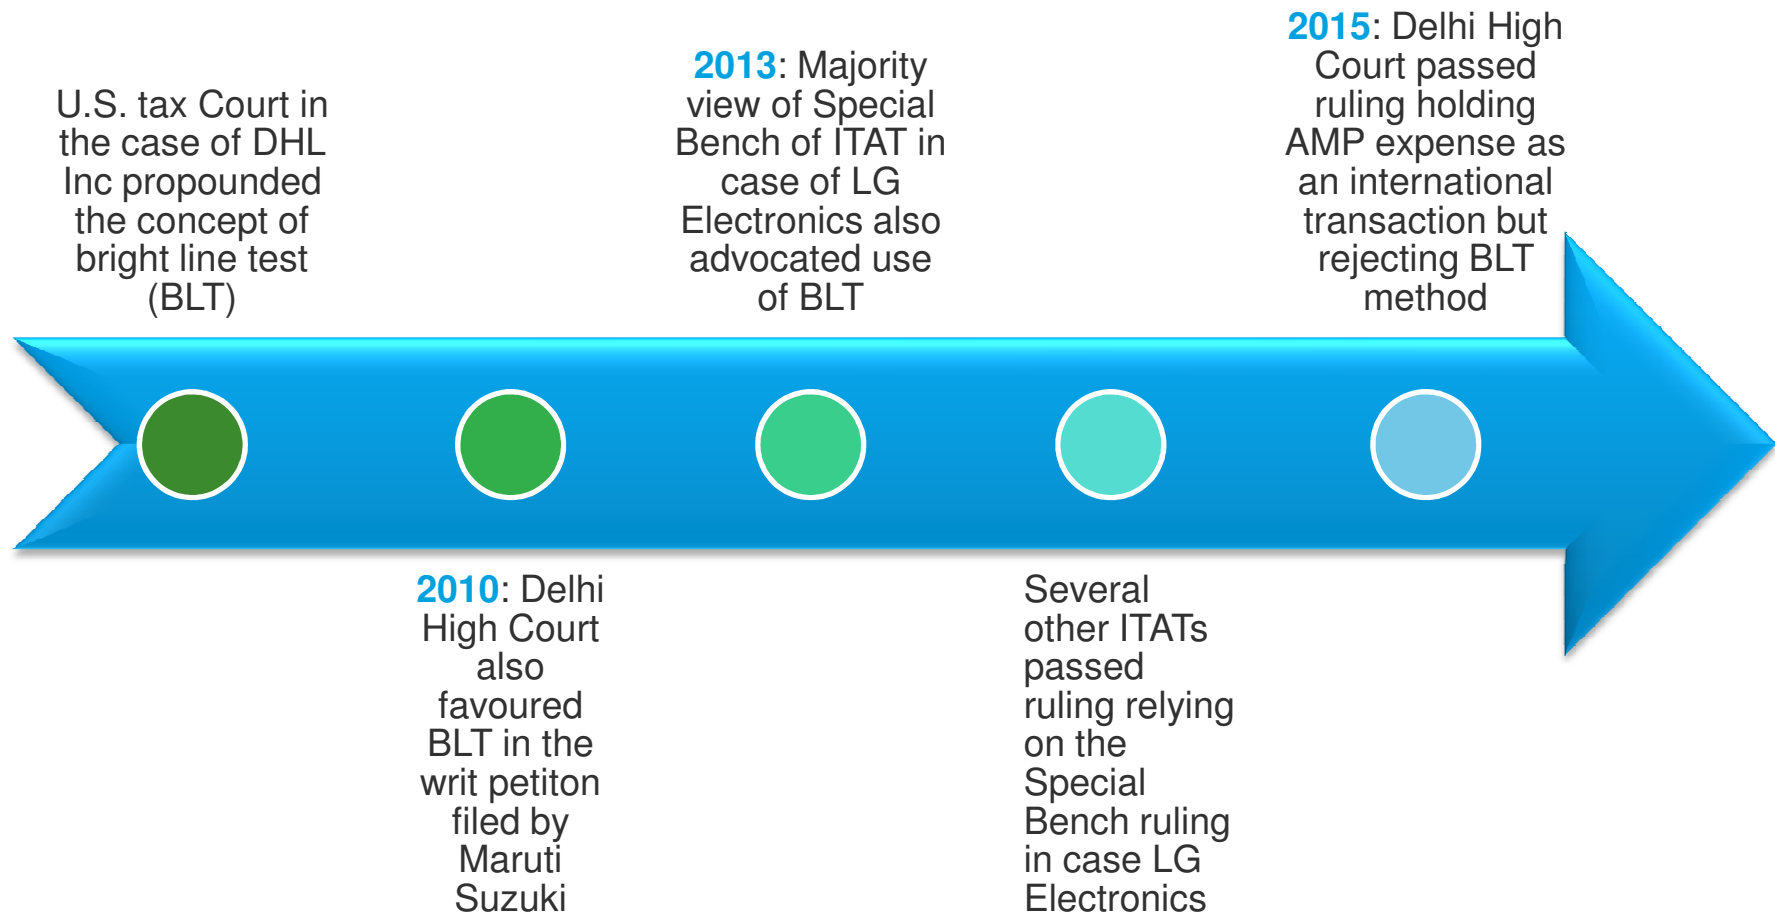 U.S. tax Court in
the case of DHL
Inc propounded
the concept of
bright line test
(BLT)
2010: Delhi
High Court
also
favoured
BLT in the
writ petiton
filed by
Maruti
Suzuki
2013: Majority
view of Special
Bench of ITAT in
case of LG
Electronics also
advocated use
of BLT
Several
other ITATs
passed
ruling relying
on the
Special
Bench ruling
in case LG
Electronics
2015: Delhi High
Court passed
ruling holding
AMP expense as
an international
transaction but
rejecting BLT
method